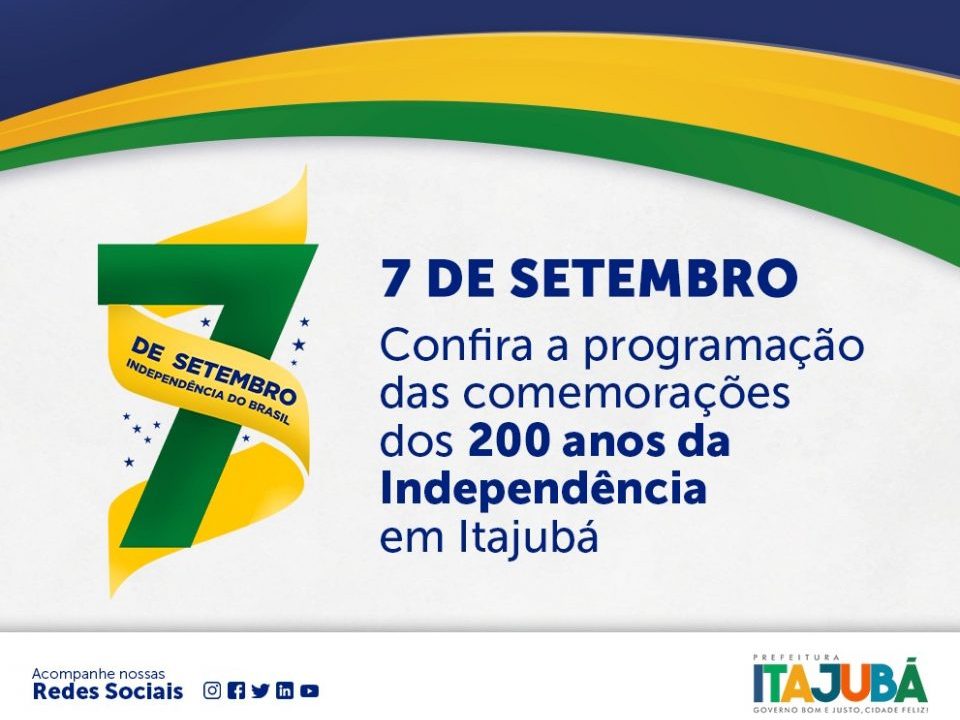 7
DE SETEMBRO
INDEPENDÊNCIA DO BRASIL
7 DE SETEMBRO
Confira a programação
das comemorações
dos 200 anos da
Independência
em Itajubá
Acompanhe nossas
Redes Sociais
PREFEITURA
ITAJUBÁ
GOVERNO BOM E JUSTO, CIDADE FELIZ!